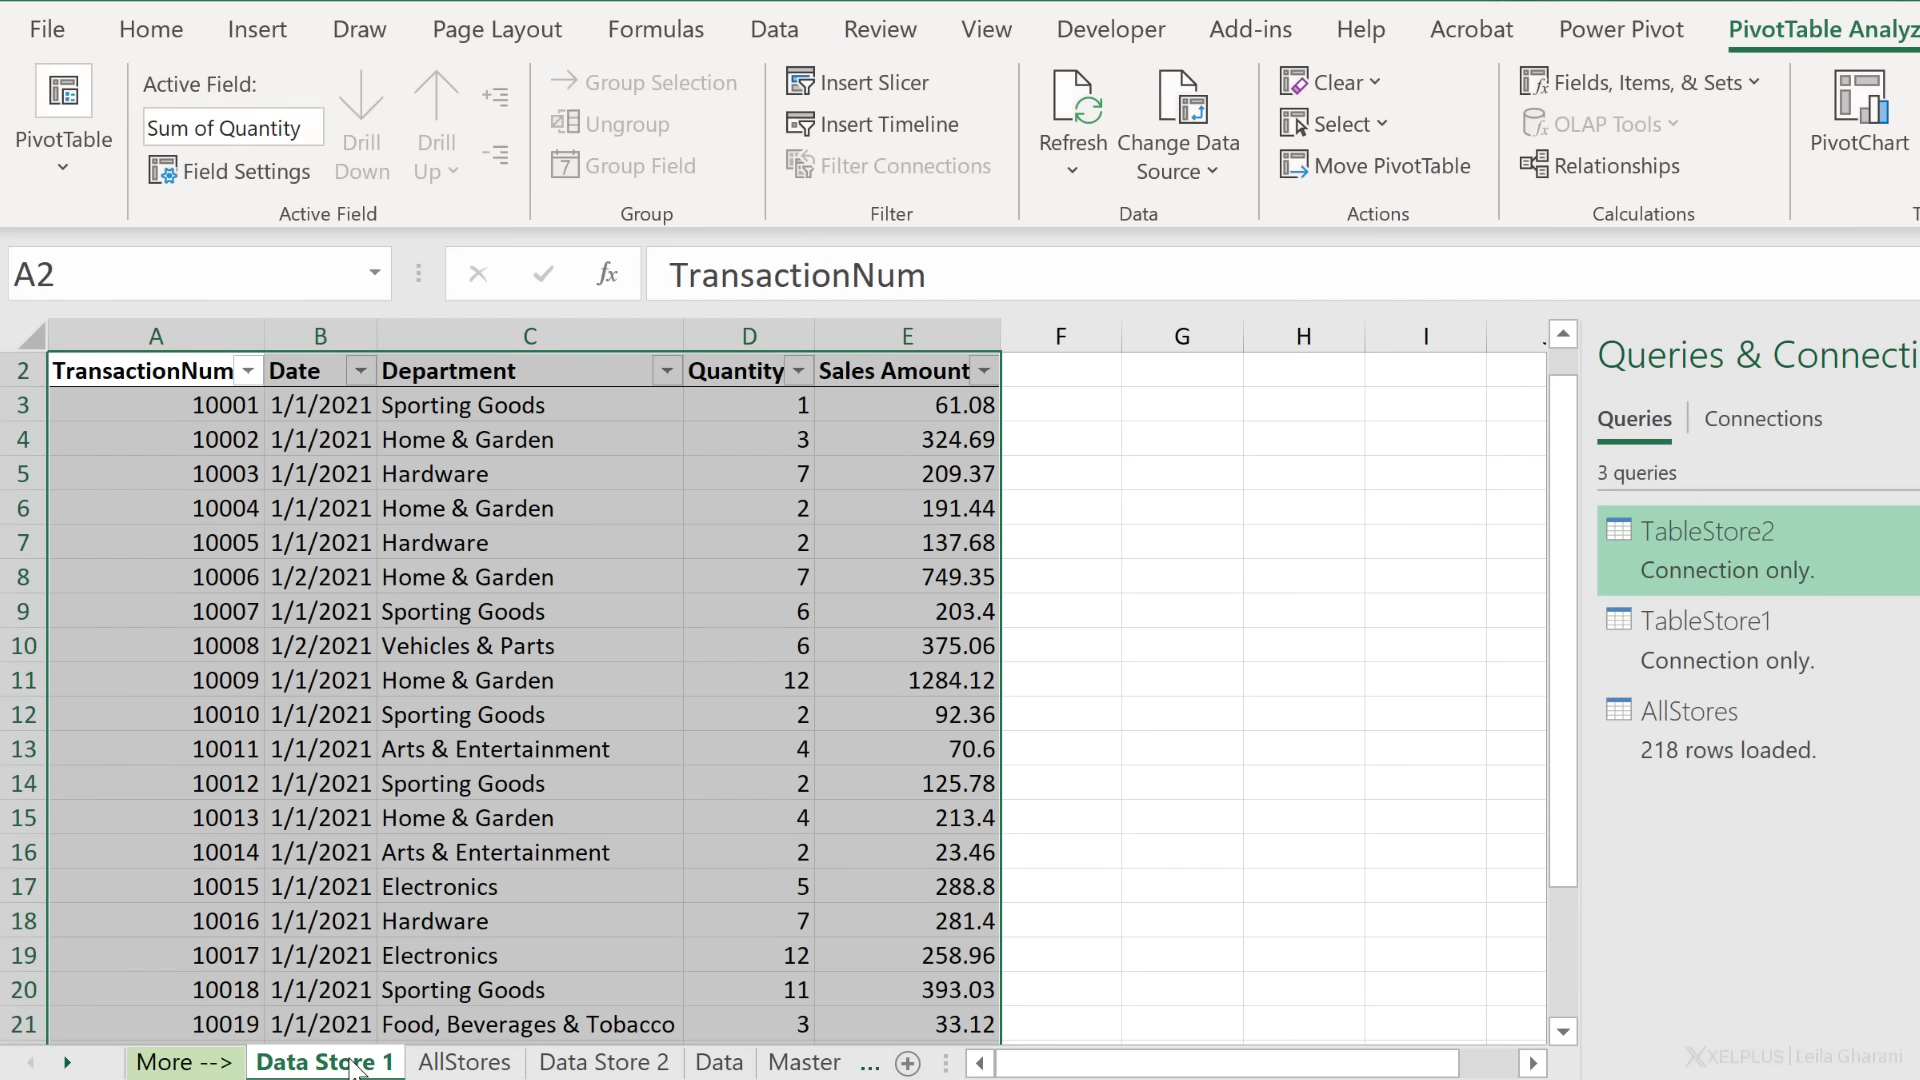 File Home Insert Draw Page Layout Formulas Data Review View Developer Add-ins Help Acrobat Power Pivot PivotTable Analyz
PivotTable
Active Field:
Sum of Quantity
Field Settings
Drill Down
Drill Up
Active Field
Group Selection
Ungroup
7 Group Field
Group
Insert Slicer
Insert Timeline
Filter Connections
Filter
Refresh
Change Data Source
Data
Clear
Select
Move PivotTable
Actions
Fields, Items, & Sets
OLAP Tools
Relationships
Calculations
PivotChart
T
A2 fx TransactionNum
A B C D E F G H I
2 TransactionNum Date Department Quantity Sales Amount
3 10001 1/1/2021 Sporting Goods 1 61.08
4 10002 1/1/2021 Home & Garden 3 324.69
5 10003 1/1/2021 Hardware 7 209.37
6 10004 1/1/2021 Home & Garden 2 191.44
7 10005 1/1/2021 Hardware 2 137.68
8 10006 1/2/2021 Home & Garden 7 749.35
9 10007 1/1/2021 Sporting Goods 6 203.4
10 10008 1/2/2021 Vehicles & Parts 6 375.06
11 10009 1/1/2021 Home & Garden 12 1284.12
12 10010 1/1/2021 Sporting Goods 2 92.36
13 10011 1/1/2021 Arts & Entertainment 4 70.6
14 10012 1/1/2021 Sporting Goods 2 125.78
15 10013 1/1/2021 Home & Garden 4 213.4
16 10014 1/1/2021 Arts & Entertainment 2 23.46
17 10015 1/1/2021 Electronics 5 288.8
18 10016 1/1/2021 Hardware 7 281.4
19 10017 1/1/2021 Electronics 12 258.96
20 10018 1/1/2021 Sporting Goods 11 393.03
21 10019 1/1/2021 Food, Beverages & Tobacco 3 33.12
Queries & Connecti
Queries Connections
3 queries
TableStore2
Connection only.
TableStore1
Connection only.
AllStores
218 rows loaded.
More --> Data Store 1 AllStores Data Store 2 Data Master ...
XELPLUS | Leila Gharani